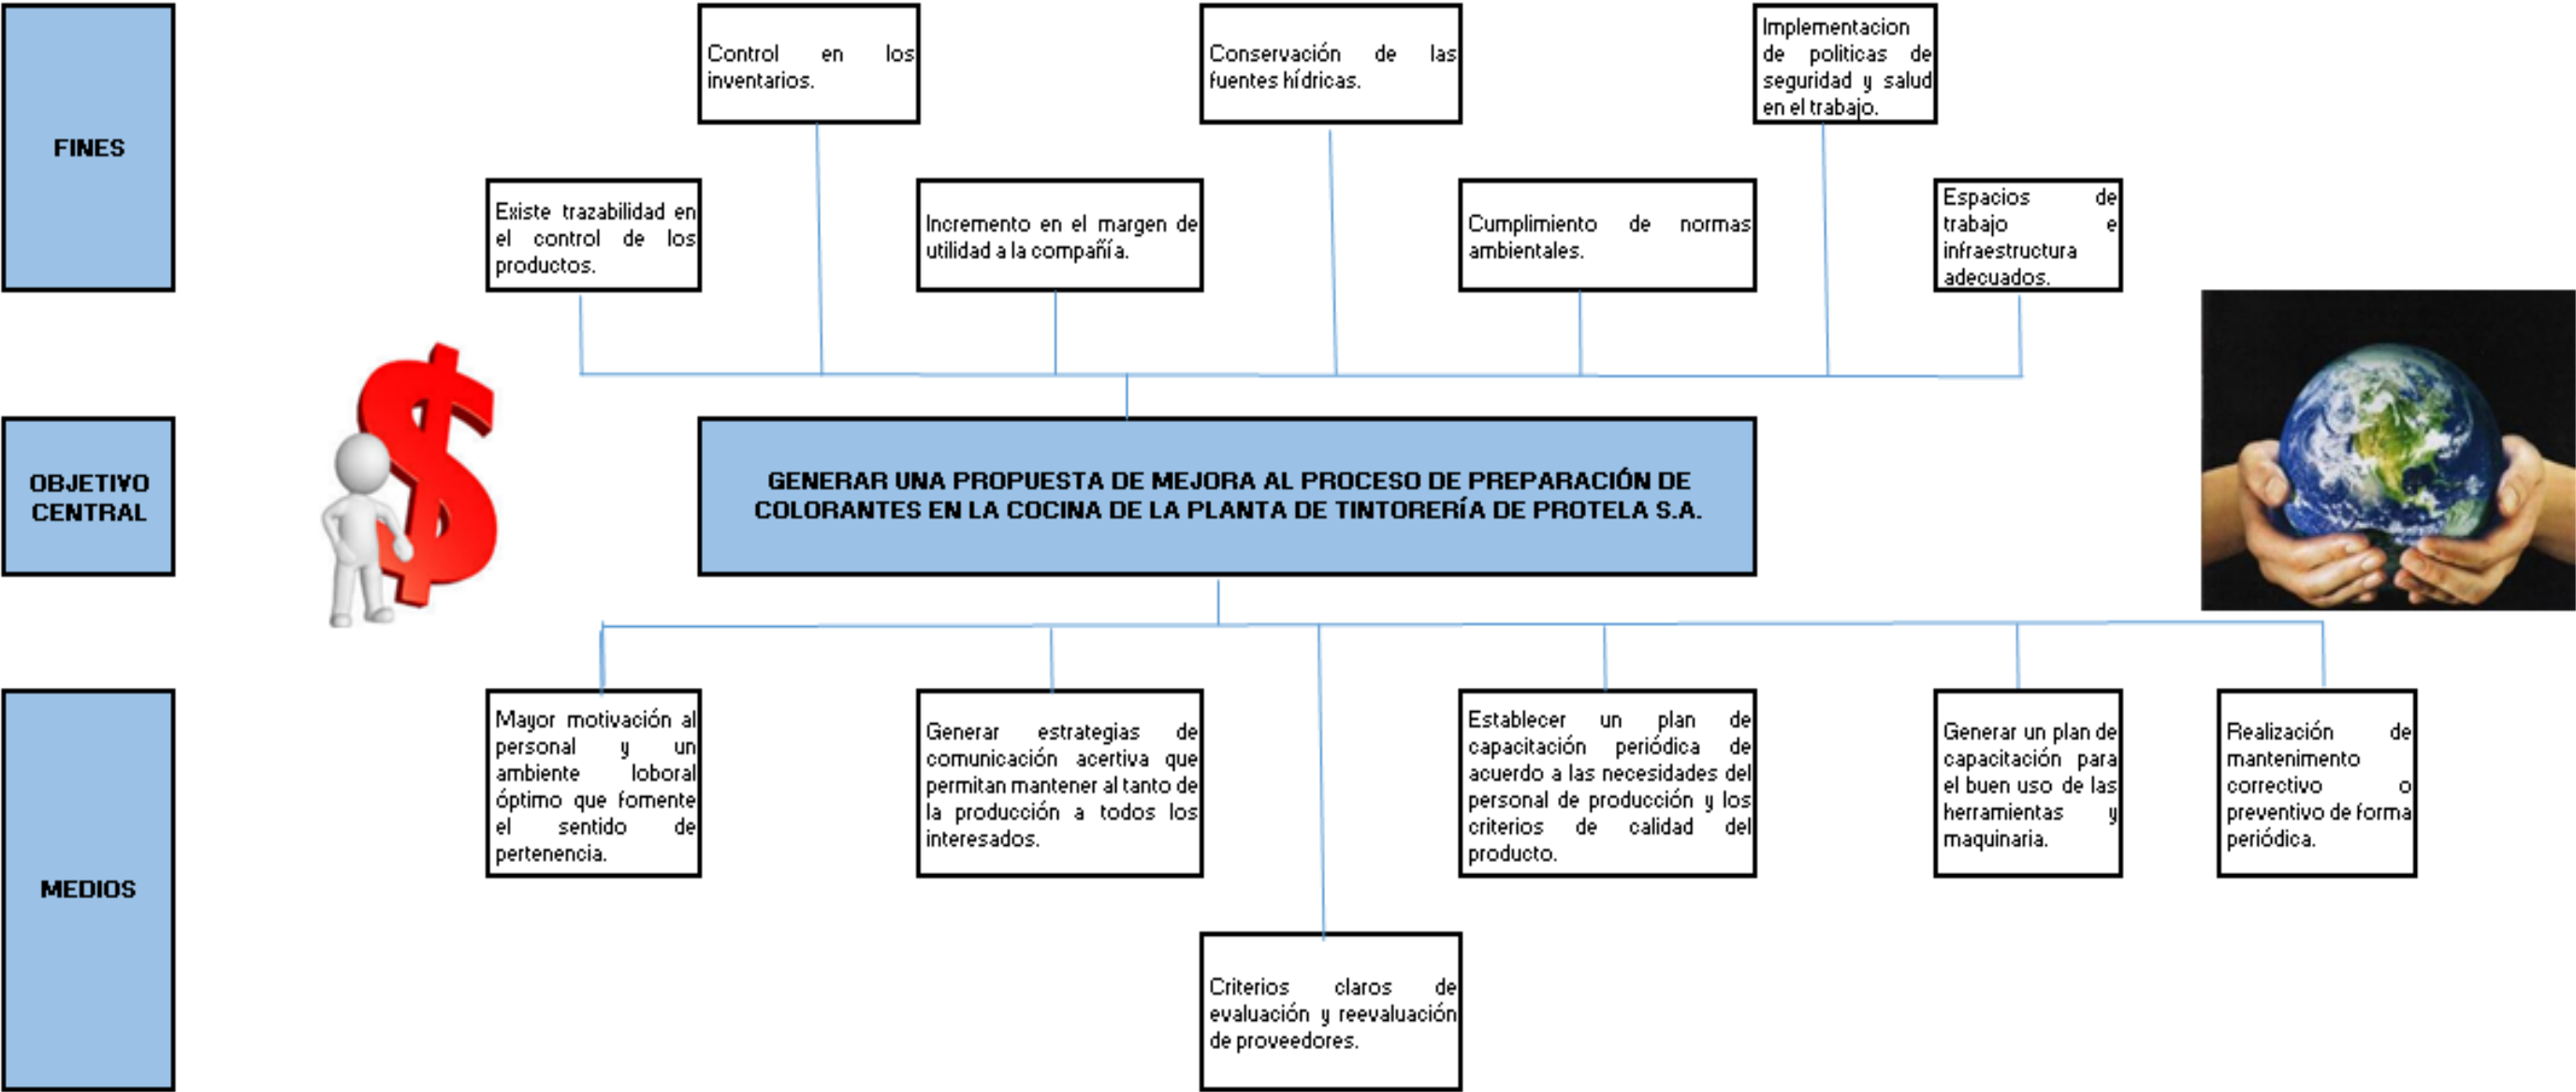 FINES
Control en los
inventarios.
Conservación de las
fuentes hídricas.
Implementacion
de politicas de
seguridad y salud
en el trabajo.
Existe trazabilidad en
el control de los
productos.
Incremento en el margen de
utilidad a la compañía.
Cumplimiento de normas
ambientales.
Espacios de
trabajo e
infraestructura
adecuados.
OBJETIVO
CENTRAL
GENERAR UNA PROPUESTA DE MEJORA AL PROCESO DE PREPARACIÓN DE
COLORANTES EN LA COCINA DE LA PLANTA DE TINTORERÍA DE PROTELA S.A.
MEDIOS
Mayor motivación al
personal y un
ambiente loboral
óptimo que fomente
el sentido de
pertenencia.
Generar estrategias de
comunicación acertiva que
permitan mantener al tanto de
la producción a todos los
interesados.
Establecer un plan de
capacitación periódica de
acuerdo a las necesidades del
personal de producción y los
criterios de calidad del
producto.
Generar un plan de
capacitación para
el buen uso de las
herramientas y
maquinaria.
Realización de
mantenimento
correctivo o
preventivo de forma
periódica.
Criterios claros de
evaluación y reevaluación
de proveedores.